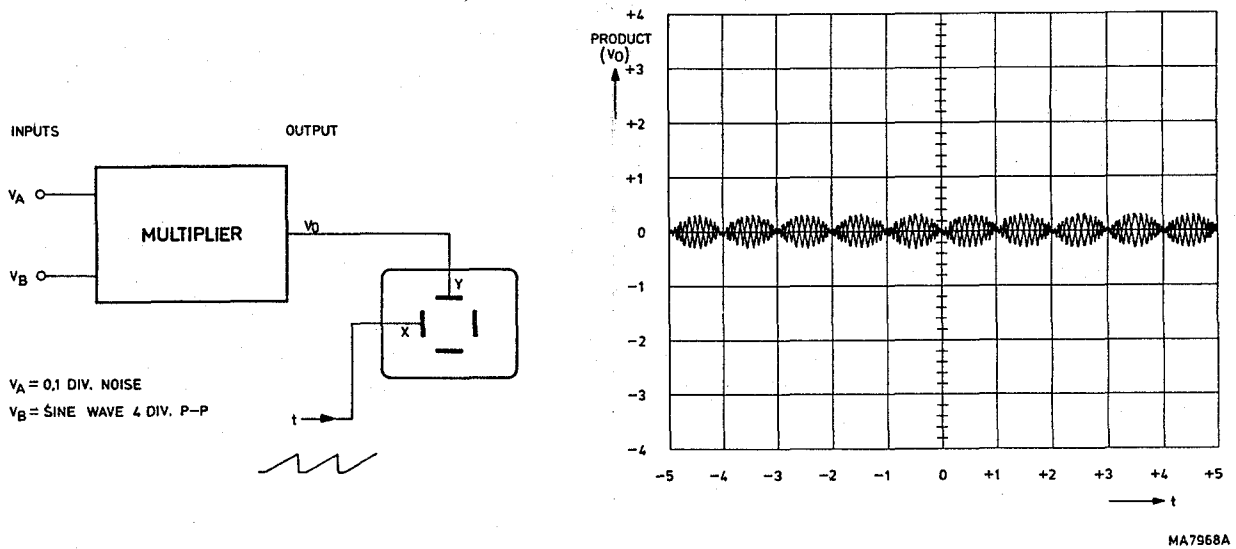 INPUTS
OUTPUT
VA
MULTIPLIER
VO
VB
Y
X
VA = 0,1 DIV. NOISE
VB = SINE WAVE 4 DIV. P-P
t
PRODUCT
(VO)
+4
+3
+2
+1
0
-1
-2
-3
-4
-5 -4 -3 -2 -1 0 +1 +2 +3 +4 +5
t
MA7968A